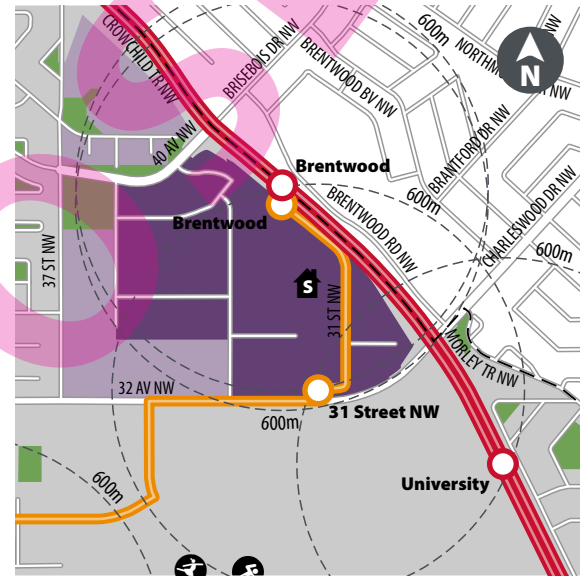 600m
CROWCHILD TR NW
BRISEBOIS DR NW
BRENTWOOD BV NW
NW
N
40 AV NW
BRANTFORD DR NW
Brentwood
600m
CHARLESWOOD DR NW
Brentwood
BRENTWOOD RD NW
600m
37 ST NW
S
31 ST NW
MORLEY TR NW
32 AV NW
31 Street NW
600m
University
600m